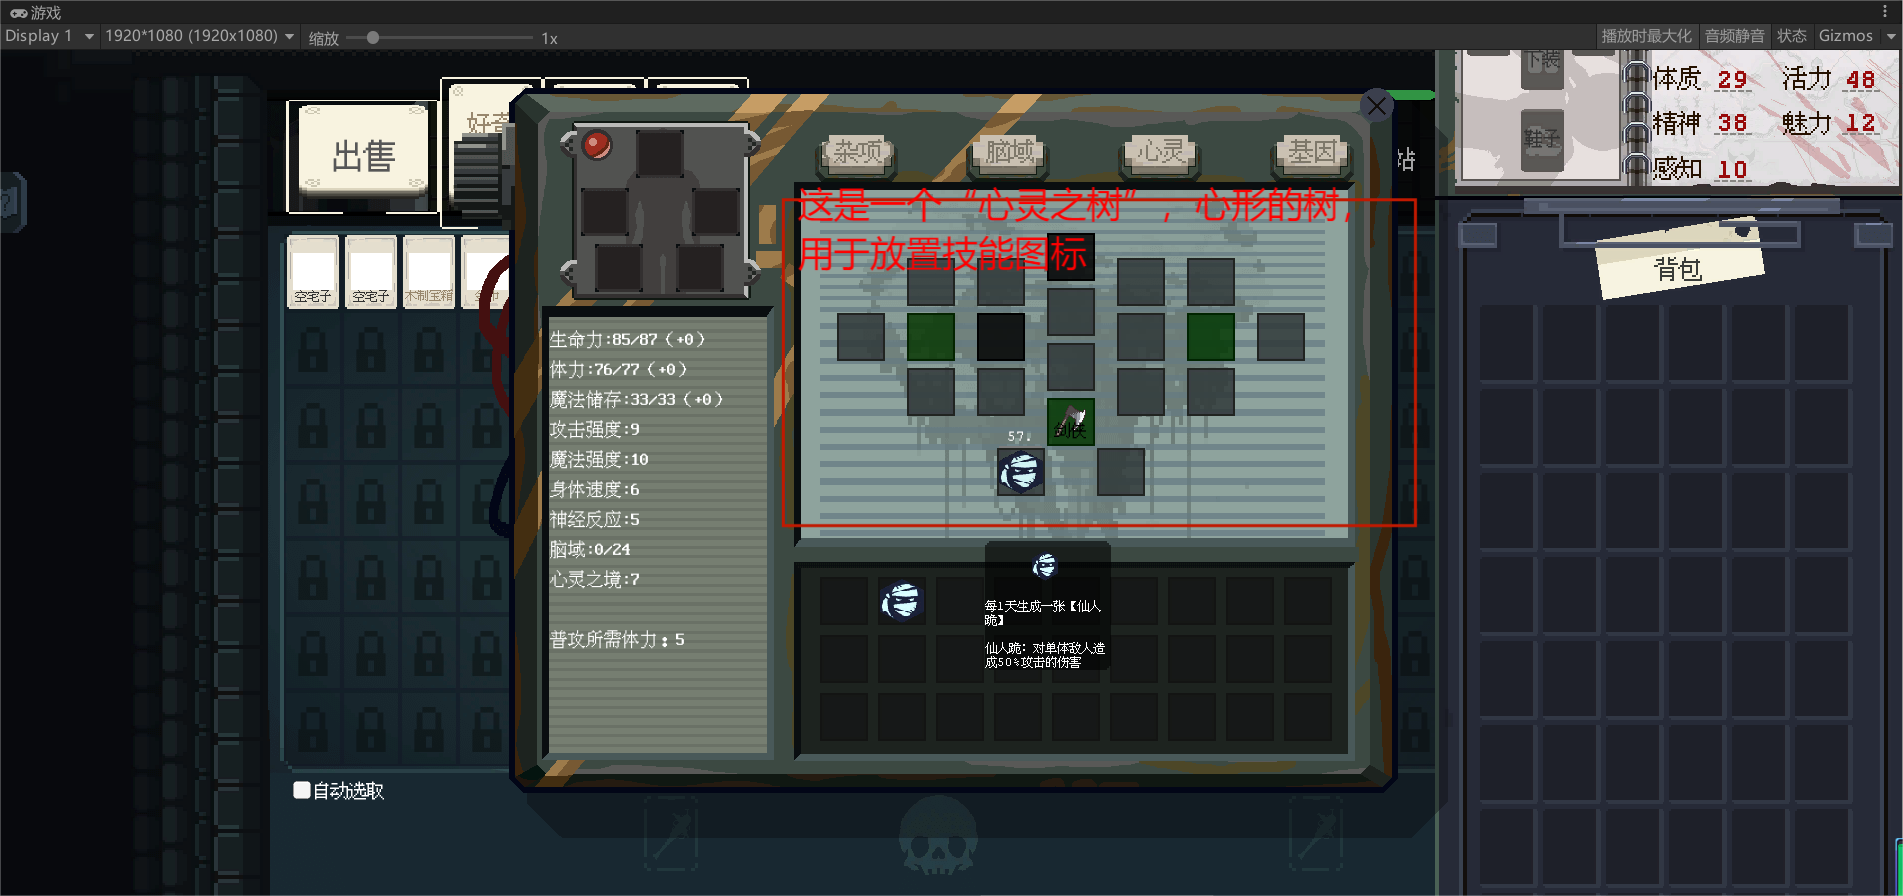 游戏
Display 1
1920*1080 (1920x1080)
缩放
1x
播放时最大化
音频静音
状态
Gizmos
出售
空宅子
空宅子
木制宝箱
自动选取
杂项
脑域
心灵
基因
这是一个“心灵之树”，心形的树，
用于放置技能图标
生命力:85/87（+0）
体力:76/77（+0）
魔法储存:33/33（+0）
攻击强度:9
魔法强度:10
身体速度:6
神经反应:5
脑域:0/24
心灵之境:7
普攻所需体力：5
剑侠
57.
每1天生成一张【仙人
跪】
仙人跪：对单体敌人造
成50%攻击的伤害
站
下装
鞋子
体质 29
活力 48
精神 38
魅力 12
感知 10
背包